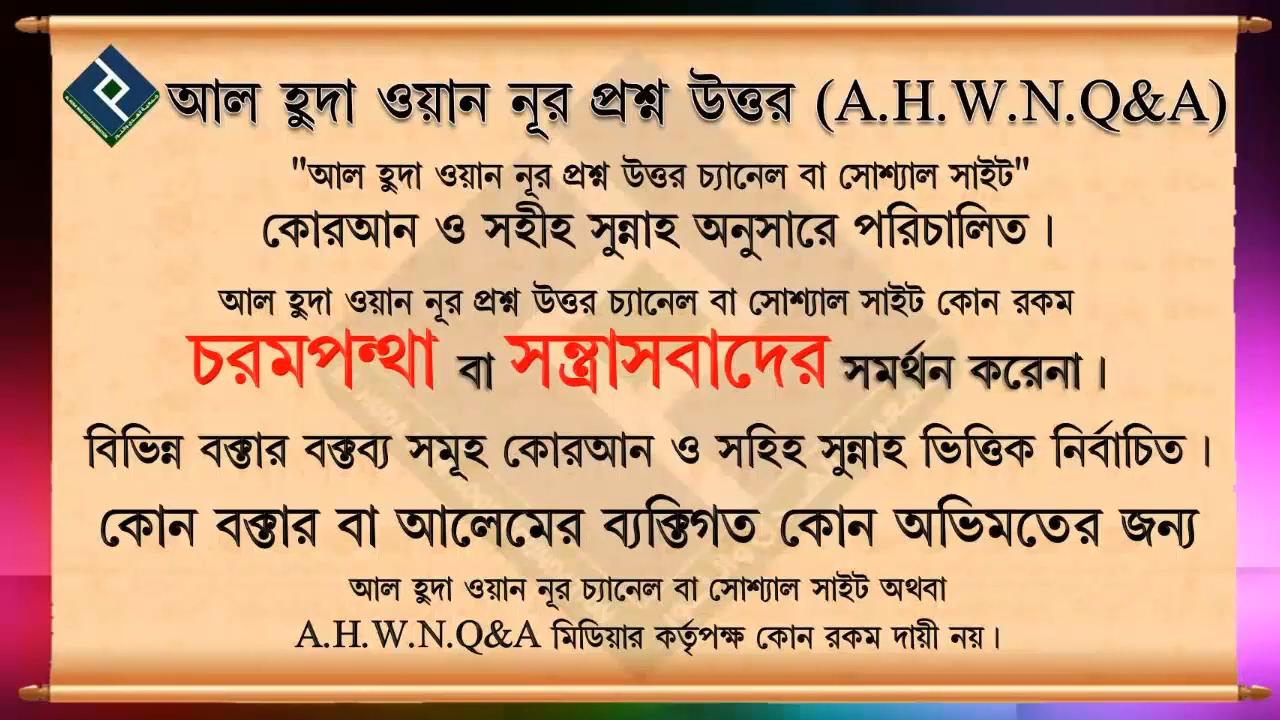 আল হুদা ওয়ান নূর প্রশ্ন উত্তর (A.H.W.N.Q&A)
"আল হুদা ওয়ান নূর প্রশ্ন উত্তর চ্যানেল বা সোশ্যাল সাইট"
কোরআন ও সহীহ সুন্নাহ অনুসারে পরিচালিত।
আল হুদা ওয়ান নূর প্রশ্ন উত্তর চ্যানেল বা সোশ্যাল সাইট কোন রকম
চরমপন্থা বা সন্ত্রাসবাদের সমর্থন করেনা।
বিভিন্ন বক্তার বক্তব্য সমূহ কোরআন ও সহিহ সুন্নাহ ভিত্তিক নির্বাচিত।
কোন বক্তার বা আলেমের ব্যক্তিগত কোন অভিমতের জন্য
আল হুদা ওয়ান নূর চ্যানেল বা সোশ্যাল সাইট অথবা
A.H.W.N.Q&A মিডিয়ার কর্তৃপক্ষ কোন রকম দায়ী নয়।